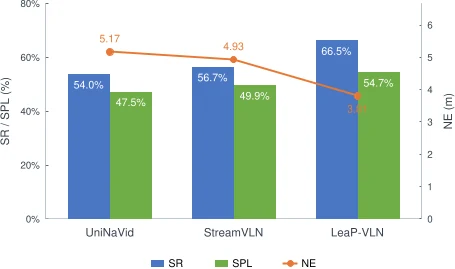 80%
60%
40%
20%
0%
SR / SPL (%)
6
5
4
3
2
1
0
NE (m)
5.17
4.93
54.0%
47.5%
56.7%
49.9%
66.5%
54.7%
UniNaVid
StreamVLN
LeaP-VLN
SR
SPL
NE